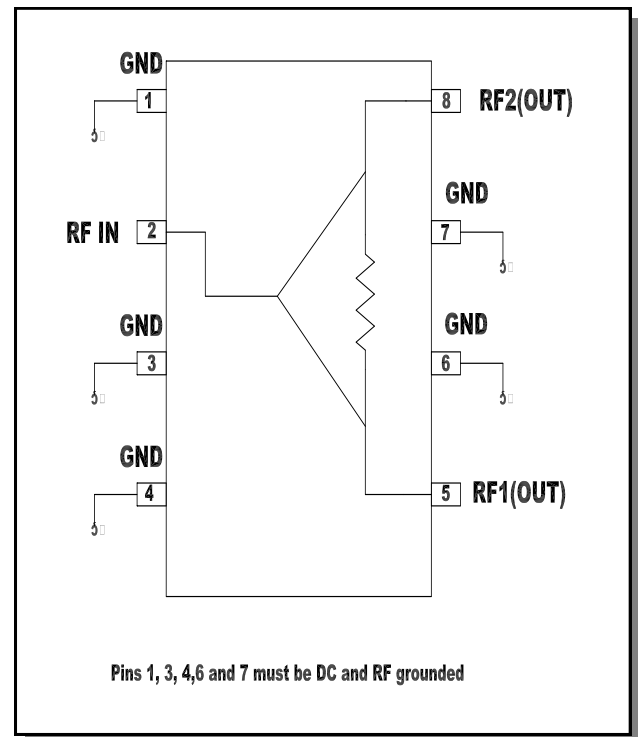 GND
1
8 RF2(OUT)
GND
RF IN 2
7
GND
GND
3
6
GND
4
5 RF1(OUT)
Pins 1, 3, 4,6 and 7 must be DC and RF grounded